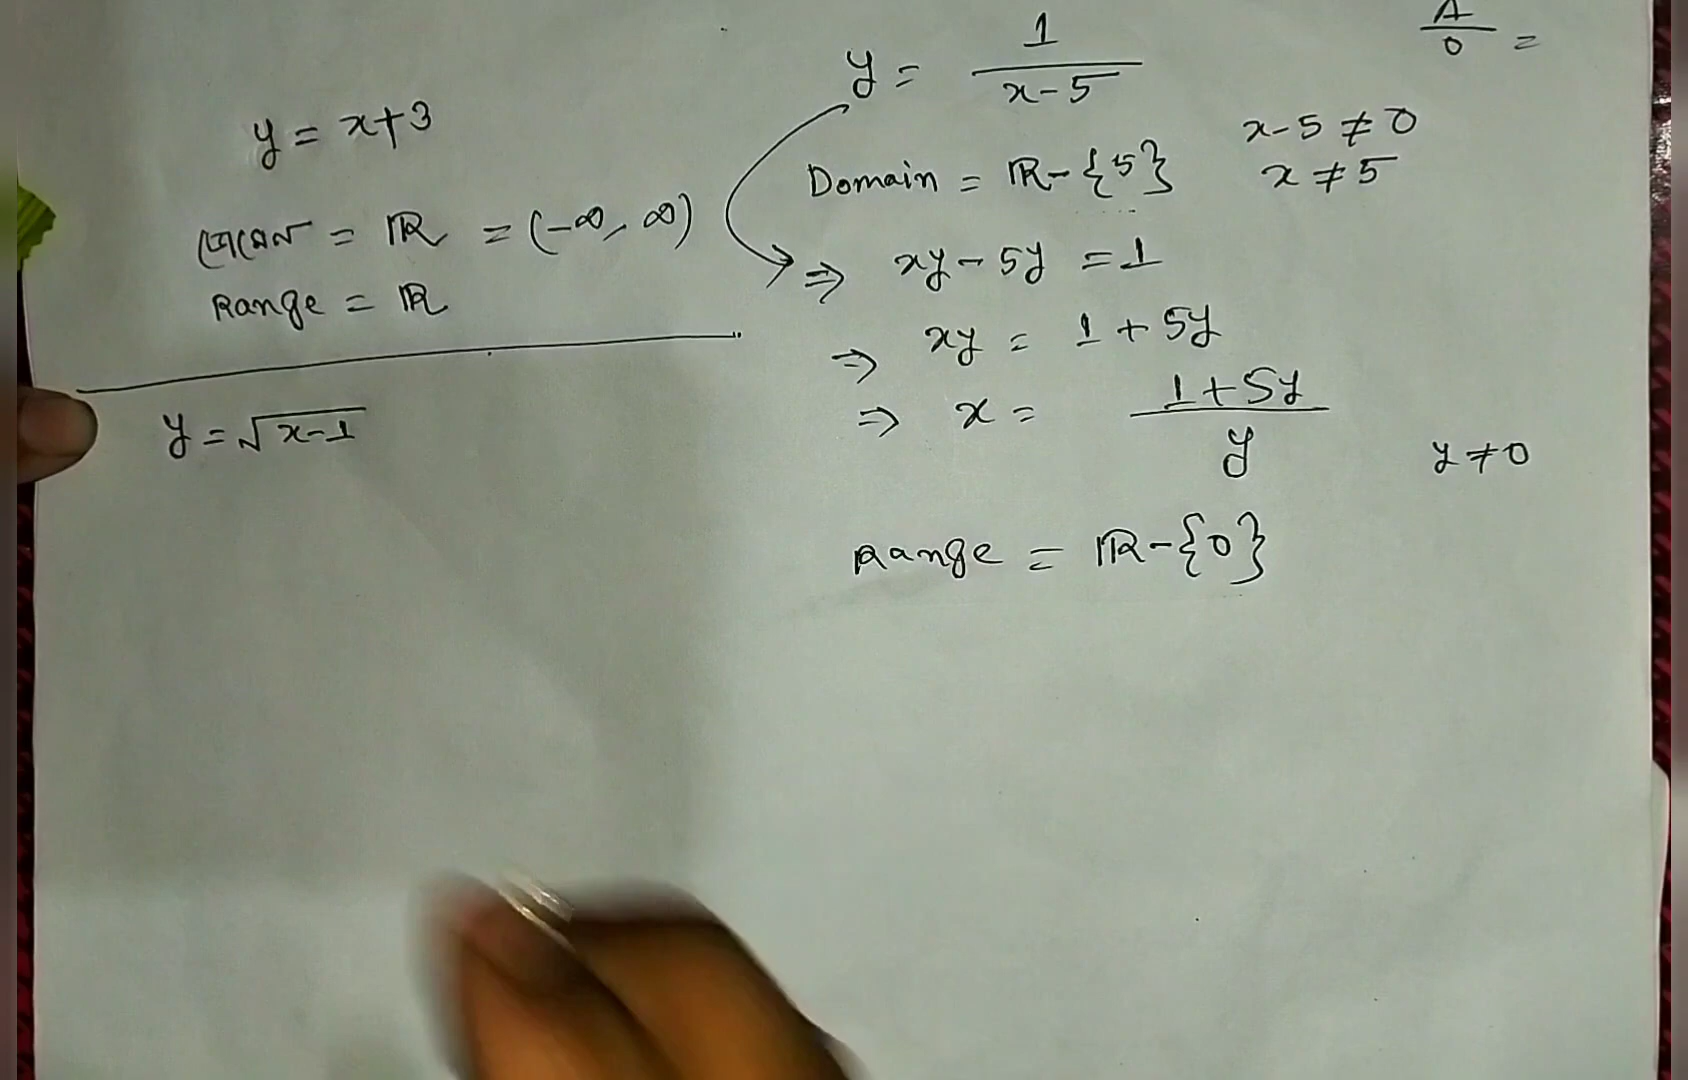 y = x+3
ডোমেন = ℝ = (-∞, ∞)
Range = ℝ
y = √(x-1)
y = 1/(x-5)
A/0 =
Domain = ℝ-{5}
x-5 ≠ 0
x ≠ 5
⇒ xy - 5y = 1
⇒ xy = 1 + 5y
⇒ x = (1+5y)/y
y ≠ 0
Range = ℝ-{0}